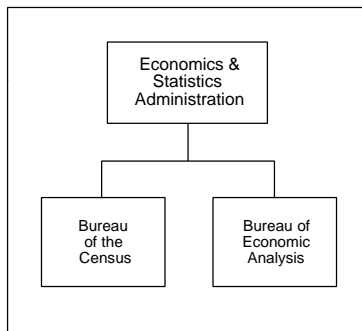 Economics &
Statistics
Administration
Bureau
of the
Census
Bureau of
Economic
Analysis